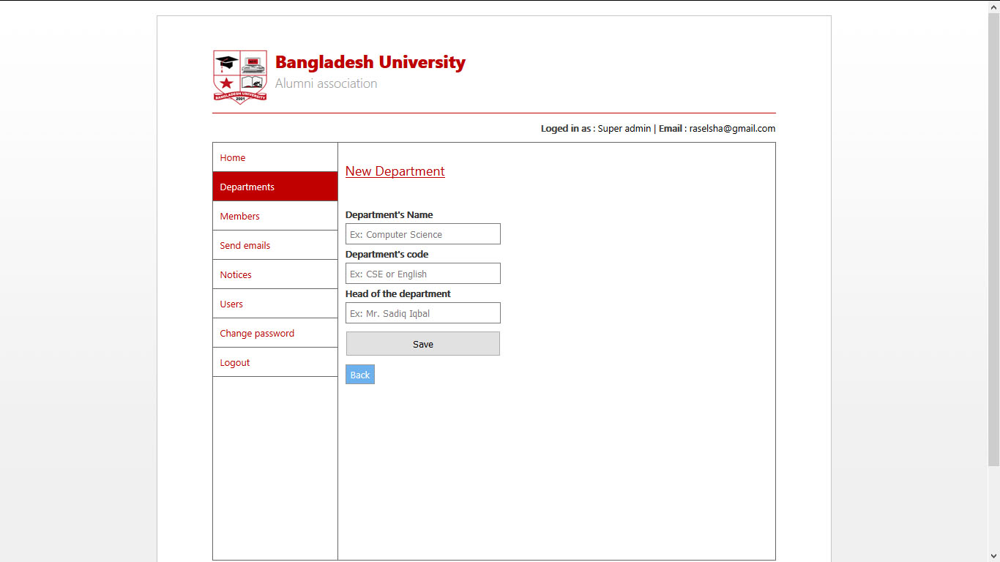 Bangladesh University
Alumni association
BANGLADESH UNIVERSITY
2001
Loged in as : Super admin | Email : raselsha@gmail.com
Home
Departments
Members
Send emails
Notices
Users
Change password
Logout
New Department
Department's Name
Ex: Computer Science
Department's code
Ex: CSE or English
Head of the department
Ex: Mr. Sadiq Iqbal
Save
Back